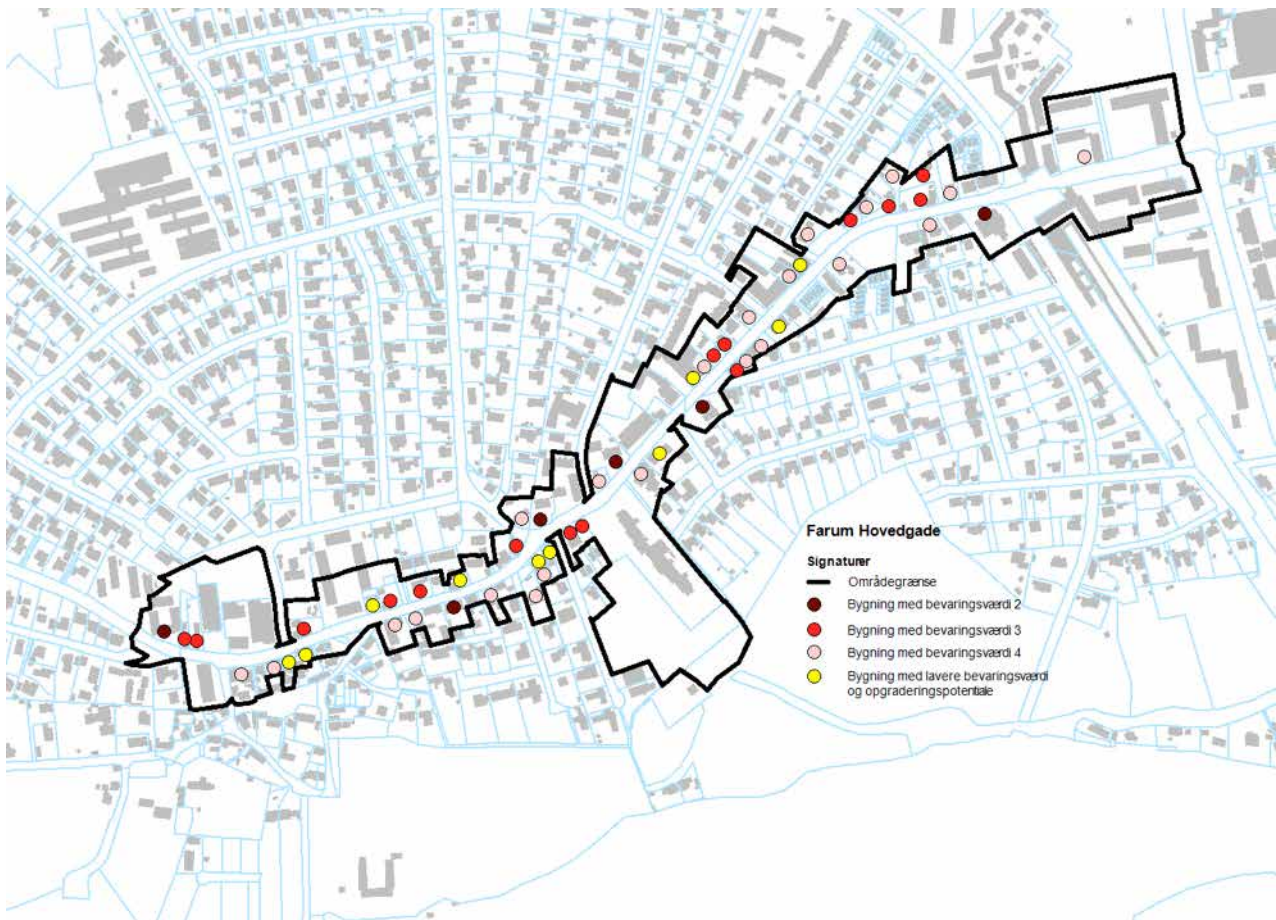 Farum Hovedgade
Signaturer
Områdegrænse
Bygning med bevaringsværdi 2
Bygning med bevaringsværdi 3
Bygning med bevaringsværdi 4
Bygning med lavere bevaringsværdi
og opgraderingspotentiale